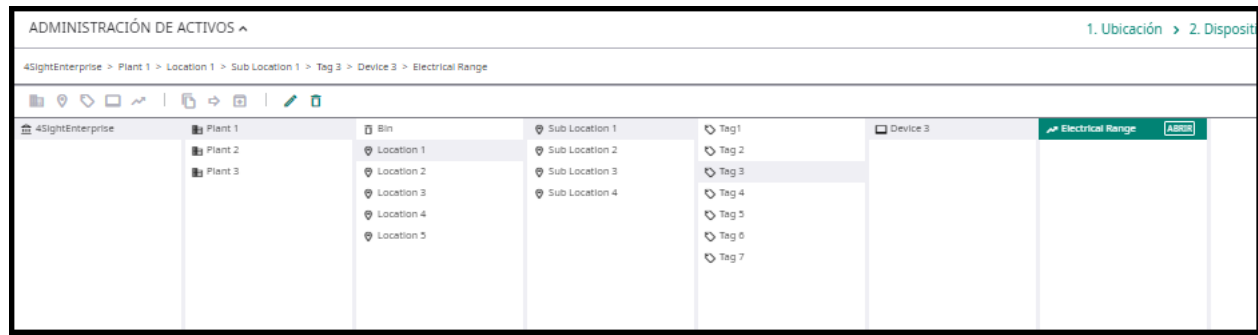 ADMINISTRACIÓN DE ACTIVOS
1. Ubicación > 2. Dispositi
4SightEnterprise > Plant 1 > Location 1 > Sub Location 1 > Tag 3 > Device 3 > Electrical Range
4SightEnterprise Plant 1 Bin Sub Location 1 Tag1 Device 3 Electrical Range ABRIR
Plant 2 Location 1 Sub Location 2 Tag 2
Plant 3 Location 2 Sub Location 3 Tag 3
Location 3 Sub Location 4 Tag 4
Location 4 Tag 5
Location 5 Tag 6
Tag 7